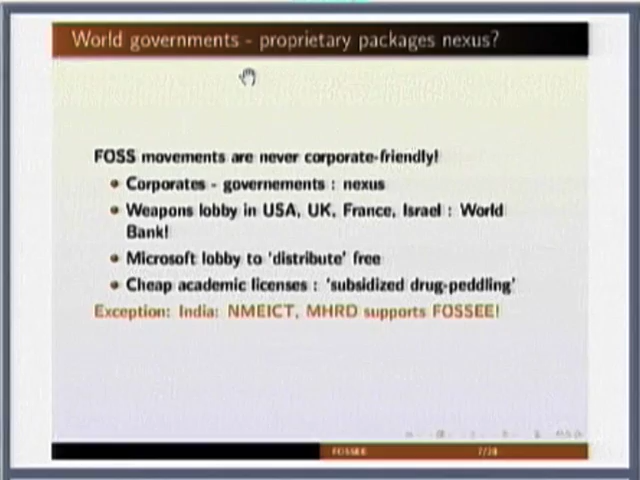 World governments - proprietary packages nexus?
FOSS movements are never corporate-friendly!
Corporates - governements : nexus
Weapons lobby in USA, UK, France, Israel : World
Bank!
Microsoft lobby to 'distribute' free
Cheap academic licenses : 'subsidized drug-peddling'
Exception: India: NMEICT, MHRD supports FOSSEE!
FOSSEE 7/28